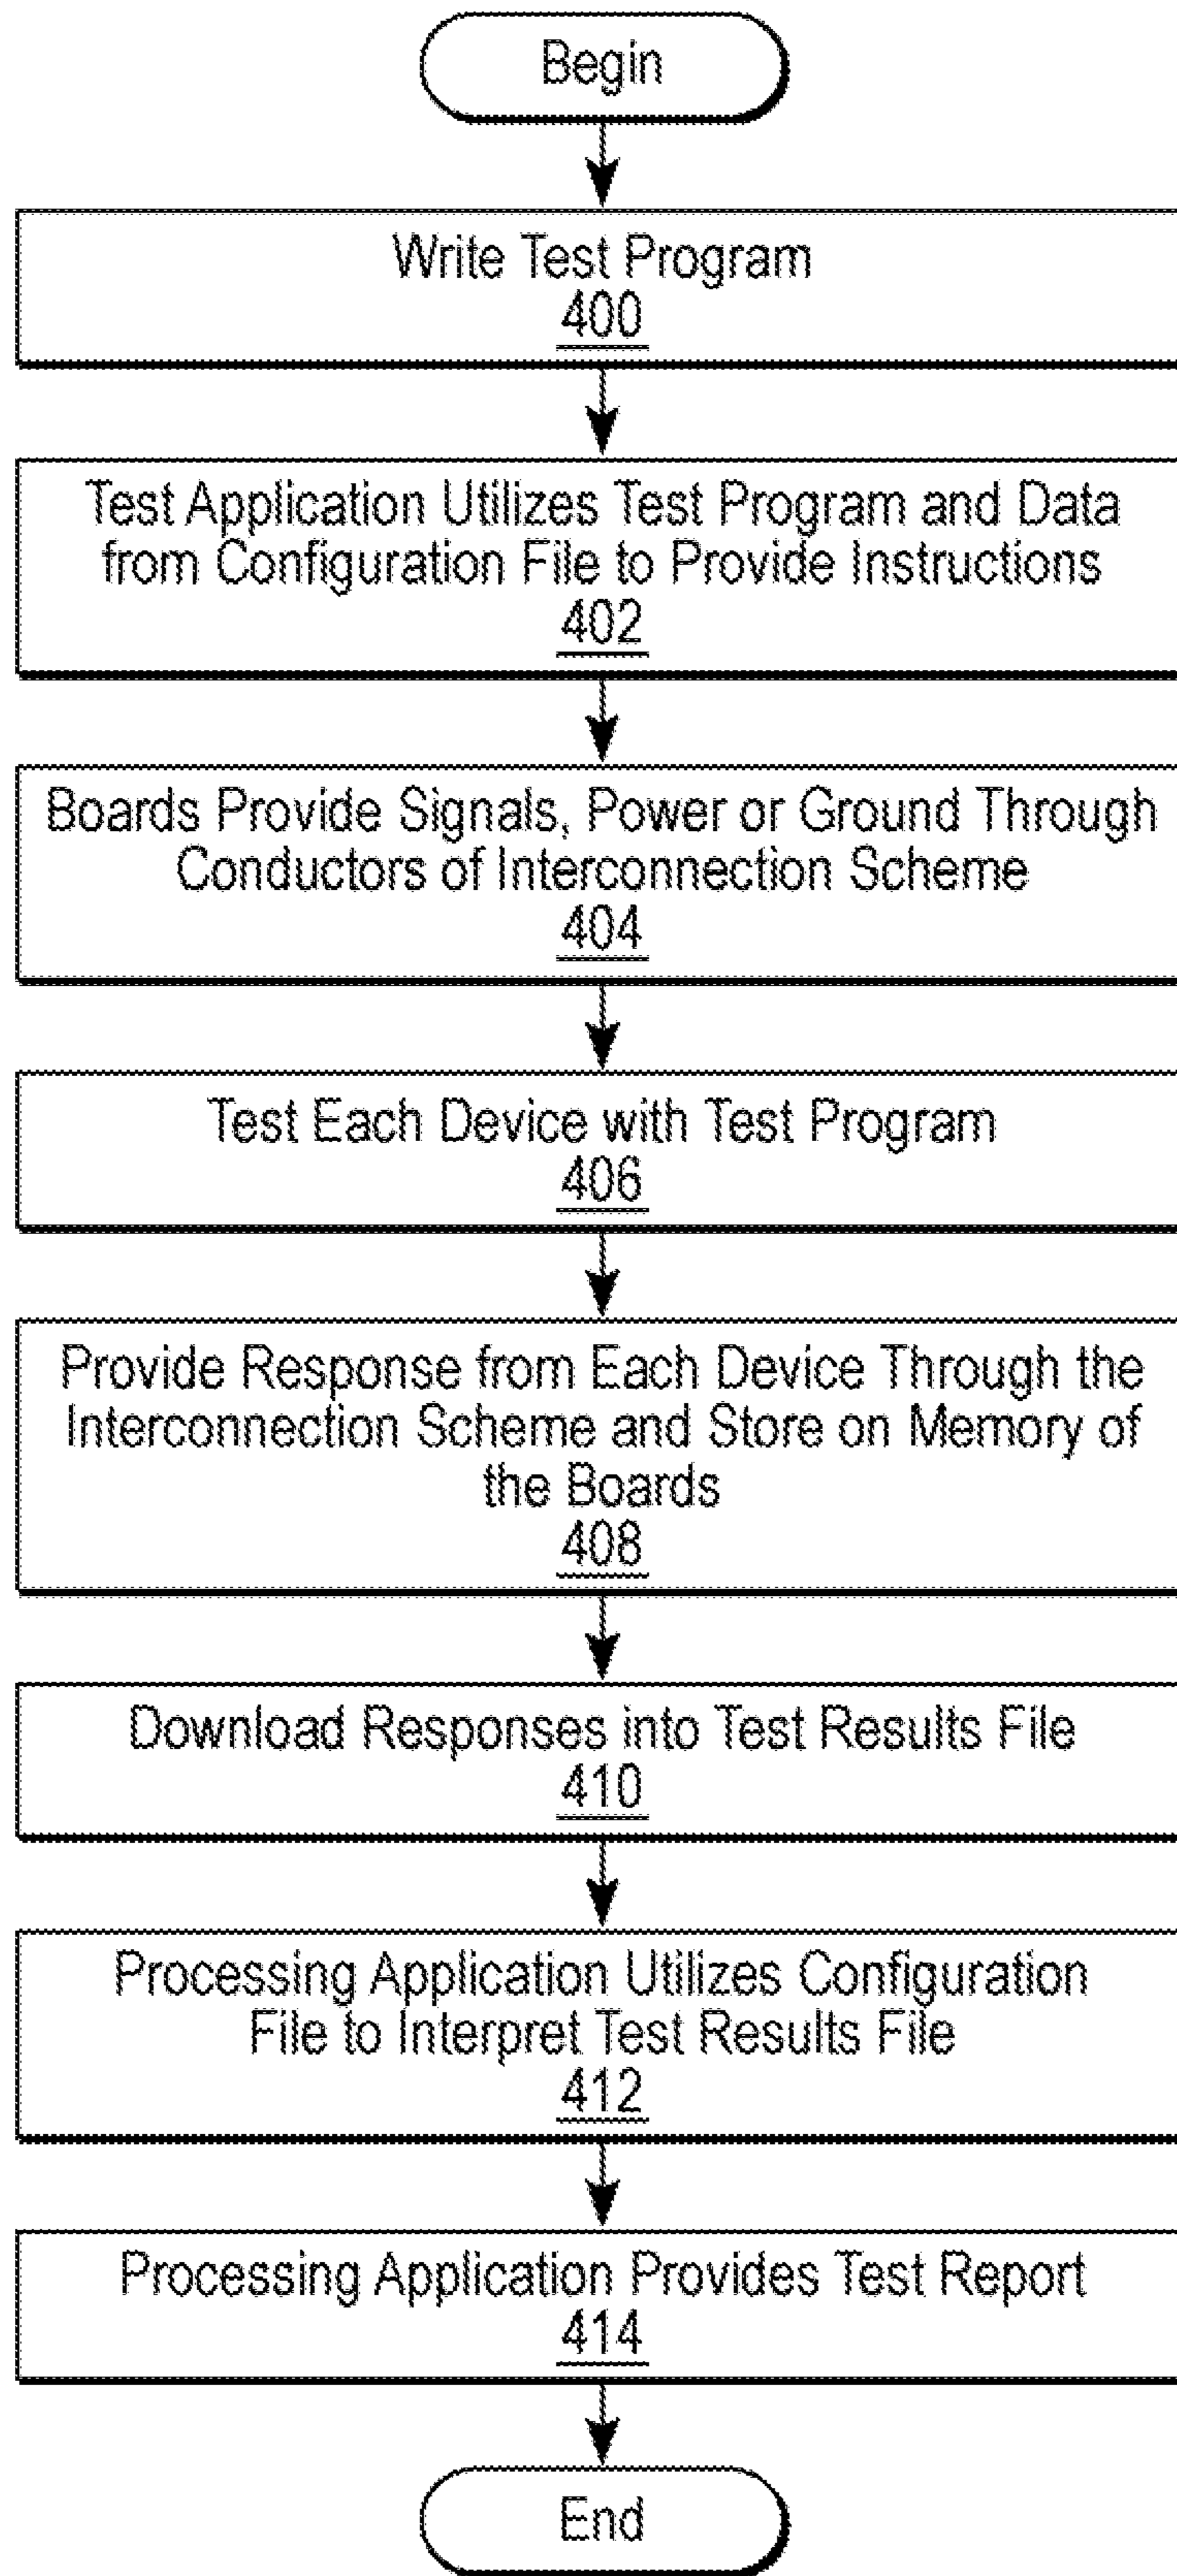 Begin
Write Test Program
400
Test Application Utilizes Test Program and Data
from Configuration File to Provide Instructions
402
Boards Provide Signals, Power or Ground Through
Conductors of Interconnection Scheme
404
Test Each Device with Test Program
406
Provide Response from Each Device Through the
Interconnection Scheme and Store on Memory of
the Boards
408
Download Responses into Test Results File
410
Processing Application Utilizes Configuration
File to Interpret Test Results File
412
Processing Application Provides Test Report
414
End